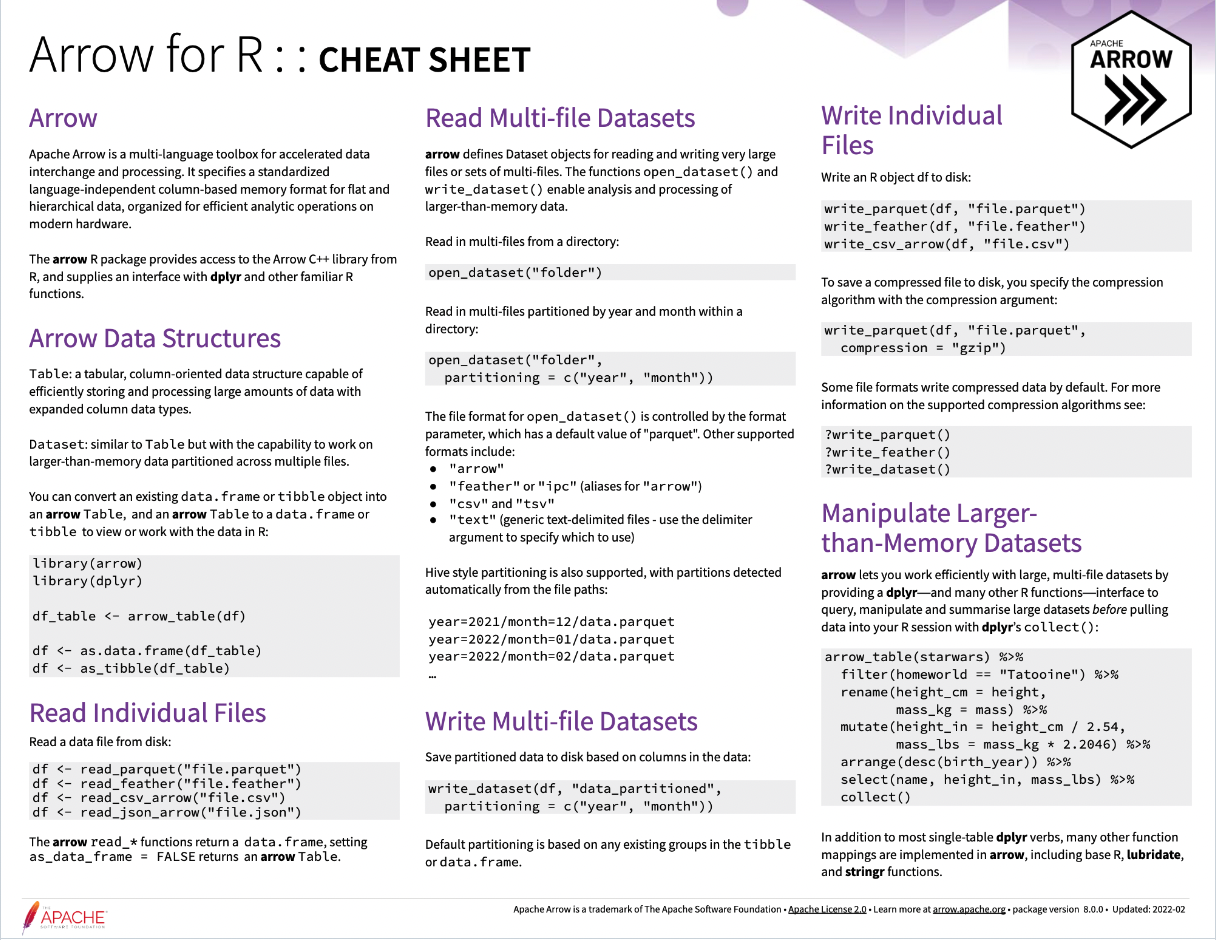 Arrow for R : : CHEAT SHEET
APACHE
ARROW
Arrow
Apache Arrow is a multi-language toolbox for accelerated data
interchange and processing. It specifies a standardized
language-independent column-based memory format for flat and
hierarchical data, organized for efficient analytic operations on
modern hardware.
The arrow R package provides access to the Arrow C++ library from
R, and supplies an interface with dplyr and other familiar R
functions.
Arrow Data Structures
Table: a tabular, column-oriented data structure capable of
efficiently storing and processing large amounts of data with
expanded column data types.
Dataset: similar to Table but with the capability to work on
larger-than-memory data partitioned across multiple files.
You can convert an existing data.frame or tibble object into
an arrow Table, and an arrow Table to a data.frame or
tibble to view or work with the data in R:
library(arrow)
library(dplyr)
df_table <- arrow_table(df)
df <- as.data.frame(df_table)
df <- as_tibble(df_table)
Read Individual Files
Read a data file from disk:
df <- read_parquet("file.parquet")
df <- read_feather("file.feather")
df <- read_csv_arrow("file.csv")
df <- read_json_arrow("file.json")
The arrow read_* functions return a data.frame, setting
as_data_frame = FALSE returns an arrow Table.
Read Multi-file Datasets
arrow defines Dataset objects for reading and writing very large
files or sets of multi-files. The functions open_dataset() and
write_dataset() enable analysis and processing of
larger-than-memory data.
Read in multi-files from a directory:
open_dataset("folder")
Read in multi-files partitioned by year and month within a
directory:
open_dataset("folder",
  partitioning = c("year", "month"))
The file format for open_dataset() is controlled by the format
parameter, which has a default value of "parquet". Other supported
formats include:
● "arrow"
● "feather" or "ipc" (aliases for "arrow")
● "csv" and "tsv"
● "text" (generic text-delimited files - use the delimiter
argument to specify which to use)
Hive style partitioning is also supported, with partitions detected
automatically from the file paths:
year=2021/month=12/data.parquet
year=2022/month=01/data.parquet
year=2022/month=02/data.parquet
…
Write Multi-file Datasets
Save partitioned data to disk based on columns in the data:
write_dataset(df, "data_partitioned",
  partitioning = c("year", "month"))
Default partitioning is based on any existing groups in the tibble
or data.frame.
Write Individual
Files
Write an R object df to disk:
write_parquet(df, "file.parquet")
write_feather(df, "file.feather")
write_csv_arrow(df, "file.csv")
To save a compressed file to disk, you specify the compression
algorithm with the compression argument:
write_parquet(df, "file.parquet",
  compression = "gzip")
Some file formats write compressed data by default. For more
information on the supported compression algorithms see:
?write_parquet()
?write_feather()
?write_dataset()
Manipulate Larger-
than-Memory Datasets
arrow lets you work efficiently with large, multi-file datasets by
providing a dplyr—and many other R functions—interface to
query, manipulate and summarise large datasets before pulling
data into your R session with dplyr's collect():
arrow_table(starwars) %>%
  filter(homeworld == "Tatooine") %>%
  rename(height_cm = height,
         mass_kg = mass) %>%
  mutate(height_in = height_cm / 2.54,
         mass_lbs = mass_kg * 2.2046) %>%
  arrange(desc(birth_year)) %>%
  select(name, height_in, mass_lbs) %>%
  collect()
In addition to most single-table dplyr verbs, many other function
mappings are implemented in arrow, including base R, lubridate,
and stringr functions.
THE
APACHE
SOFTWARE FOUNDATION
Apache Arrow is a trademark of The Apache Software Foundation • Apache License 2.0 • Learn more at arrow.apache.org • package version 8.0.0 • Updated: 2022-02